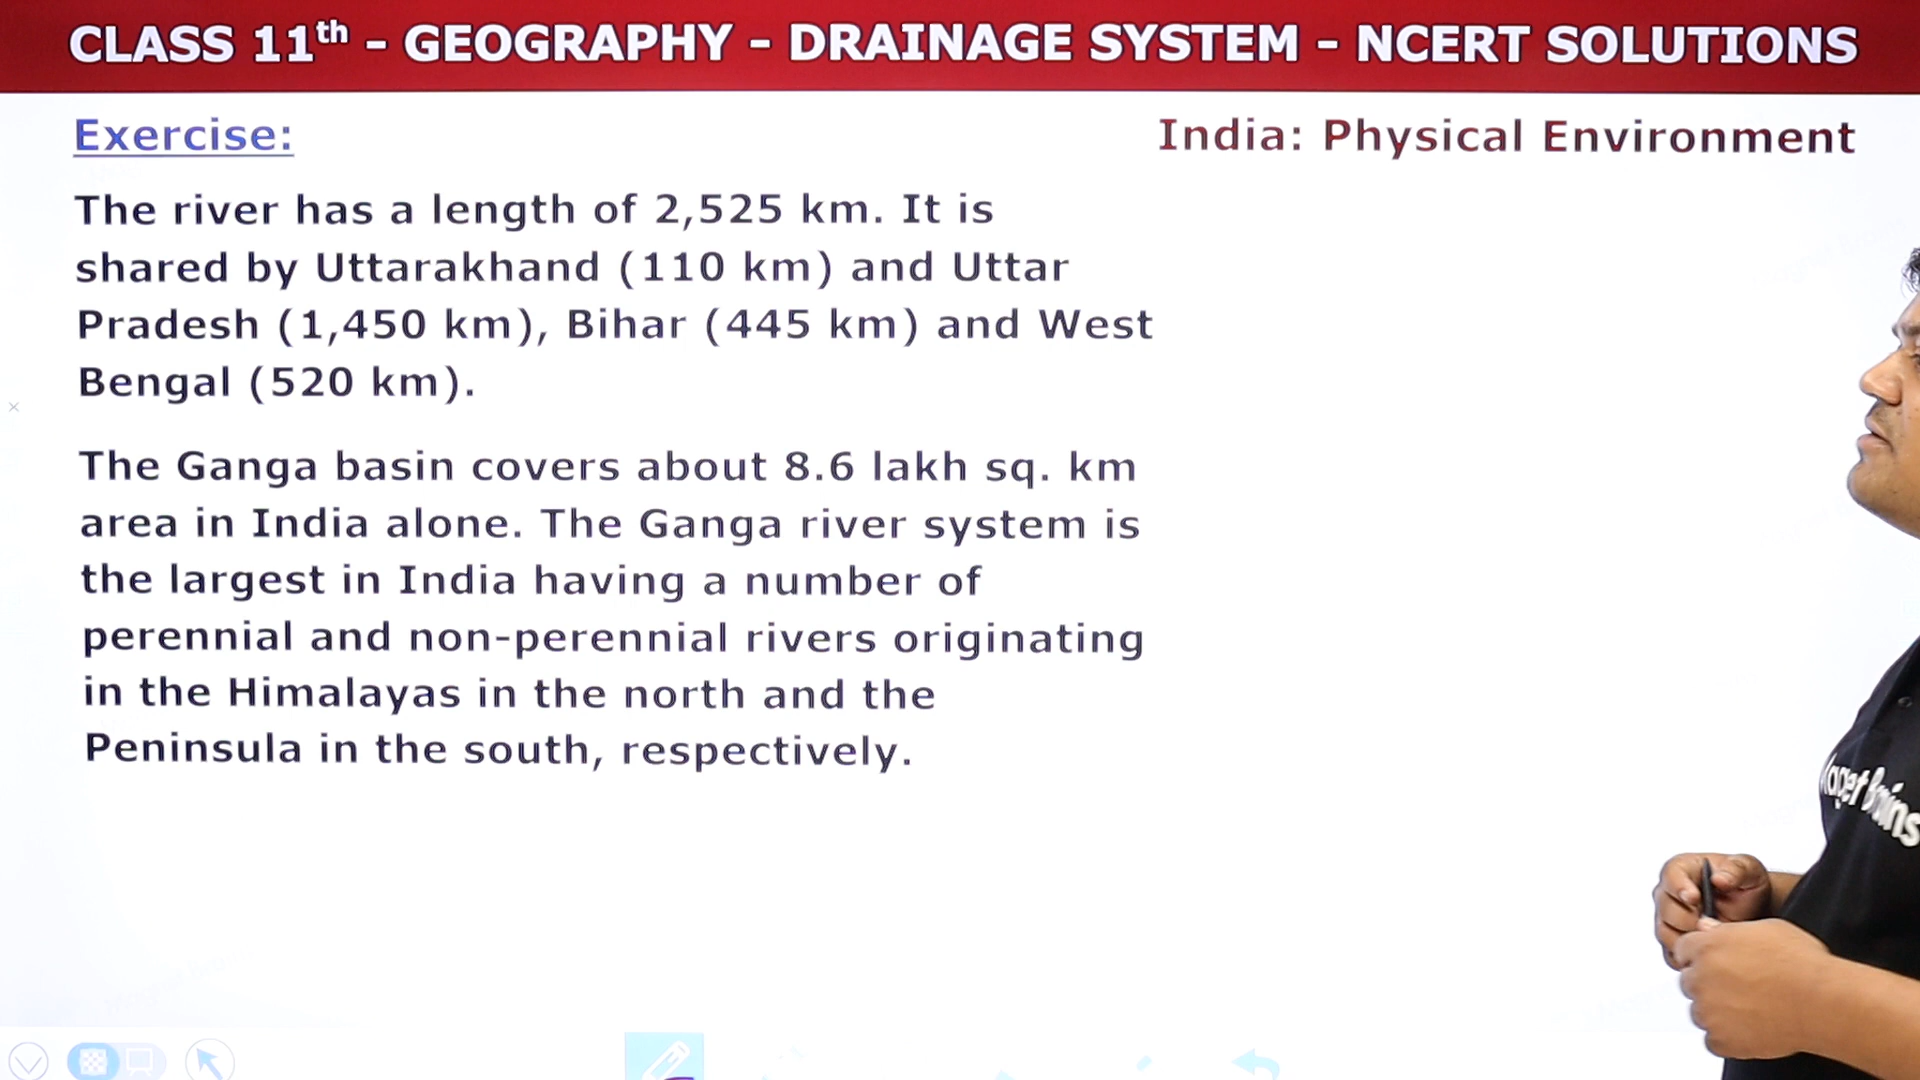 CLASS 11th - GEOGRAPHY - DRAINAGE SYSTEM - NCERT SOLUTIONS
Exercise:
India: Physical Environment
The river has a length of 2,525 km. It is
shared by Uttarakhand (110 km) and Uttar
Pradesh (1,450 km), Bihar (445 km) and West
Bengal (520 km).
The Ganga basin covers about 8.6 lakh sq. km
area in India alone. The Ganga river system is
the largest in India having a number of
perennial and non-perennial rivers originating
in the Himalayas in the north and the
Peninsula in the south, respectively.
Brains